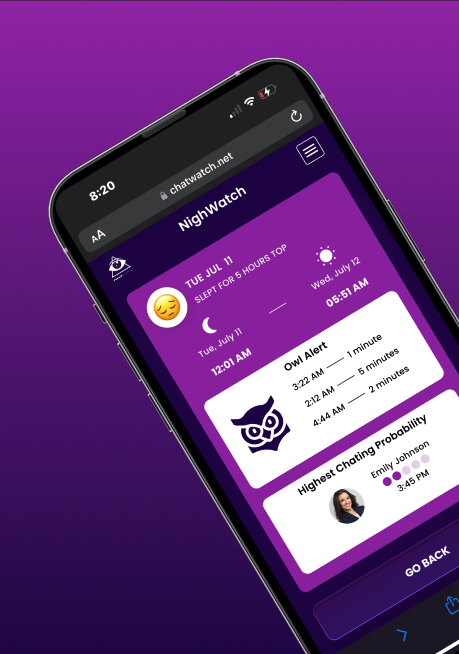 8:20
AA chatwatch.net
NighWatch
TUE JUL 11
SLEPT FOR 5 HOURS TOP
Tue, July 11
12:01 AM
Wed, July 12
05:51 AM
Owl Alert
3:22 AM 1 minute
2:12 AM 5 minutes
4:44 AM 2 minutes
Highest Chating Probability
Emily Johnson
3:45 PM
GO BACK